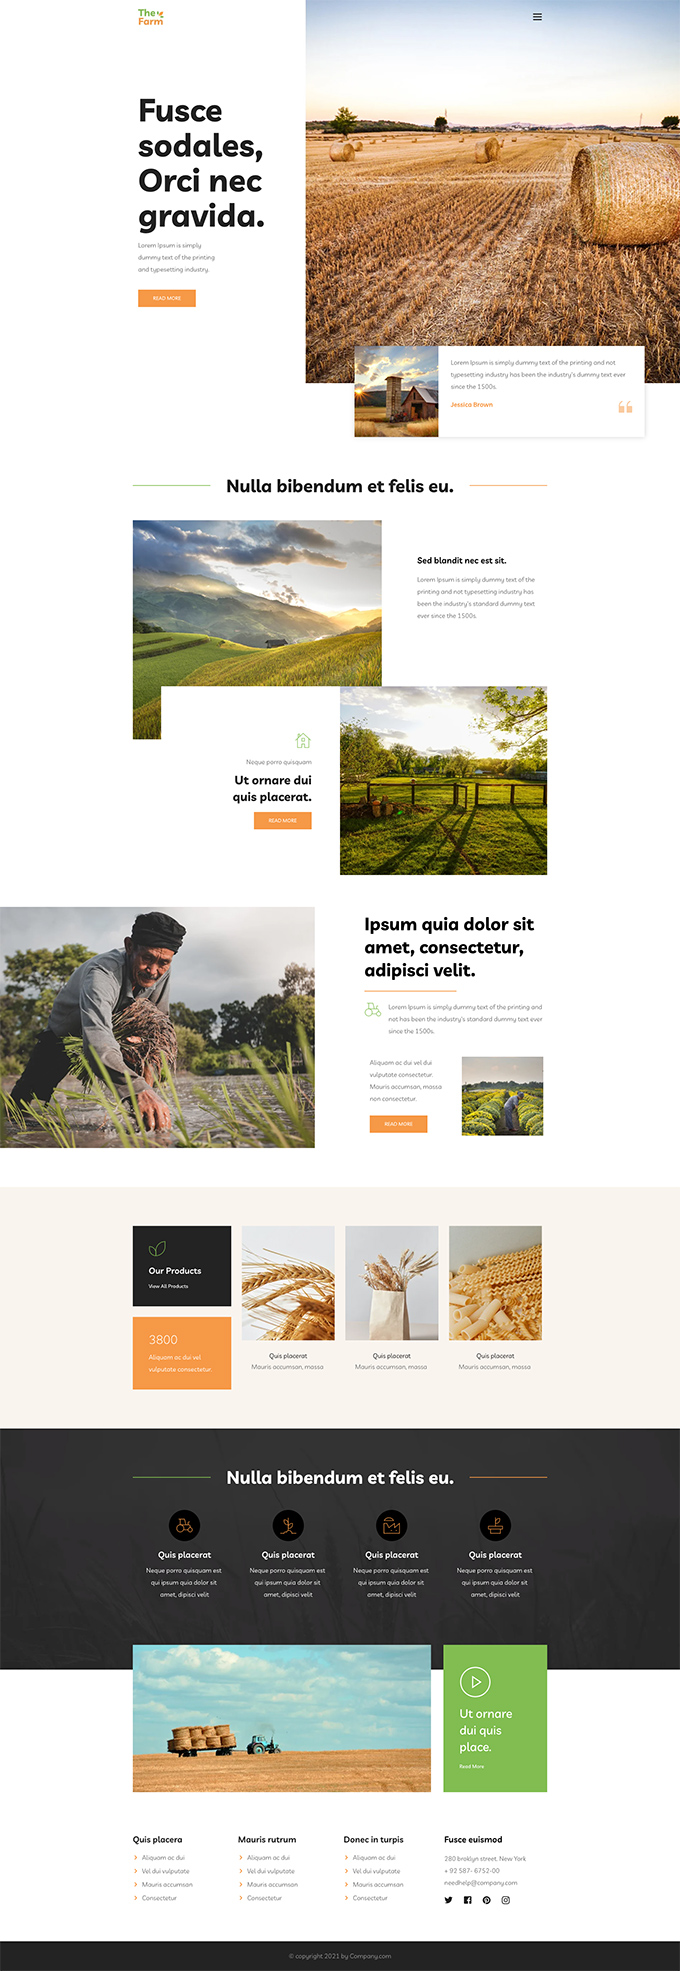 The
Farm
Fusce
sodales,
Orci nec
gravida.
Lorem Ipsum is simply
dummy text of the printing
and typesetting industry.
READ MORE
Lorem Ipsum is simply dummy text of the printing and not
typesetting industry has been the industry's dummy text ever
since the 1500s.
Jessica Brown
Nulla bibendum et felis eu.
Sed blandit nec est sit.
Lorem Ipsum is simply dummy text of the
printing and not typesetting industry has
been the industry's standard dummy text
ever since the 1500s.
Neque porro quisquam
Ut ornare dui
quis placerat.
READ MORE
Ipsum quia dolor sit
amet, consectetur,
adipisci velit.
Lorem Ipsum is simply dummy text of the printing and
not has been the industry's standard dummy text ever
since the 1500s.
Aliquam ac dui vel dui
vulputate consectetur.
Mauris accumsan, massa
non consectetur.
READ MORE
Our Products
View All Products
3800
Aliquam ac dui vel
vulputate consectetur.
Quis placerat
Mauris accumsan, massa
Quis placerat
Mauris accumsan, massa
Quis placerat
Mauris accumsan, massa
Nulla bibendum et felis eu.
Quis placerat
Neque porro quisquam est
qui ipsum quia dolor sit
amet, dipisci velit
Quis placerat
Neque porro quisquam est
qui ipsum quia dolor sit
amet, dipisci velit
Quis placerat
Neque porro quisquam est
qui ipsum quia dolor sit
amet, dipisci velit
Quis placerat
Neque porro quisquam est
qui ipsum quia dolor sit
amet, dipisci velit
Ut ornare
dui quis
place.
Read More
Quis placera
Aliquam ac dui
Vel dui vulputate
Mauris accumsan
Consectetur
Mauris rutrum
Aliquam ac dui
Vel dui vulputate
Mauris accumsan
Consectetur
Donec in turpis
Aliquam ac dui
Vel dui vulputate
Mauris accumsan
Consectetur
Fusce euismod
280 broklyn street, New York
+ 92 587- 6752-00
needhelp@company.com
© copyright 2021 by Company.com